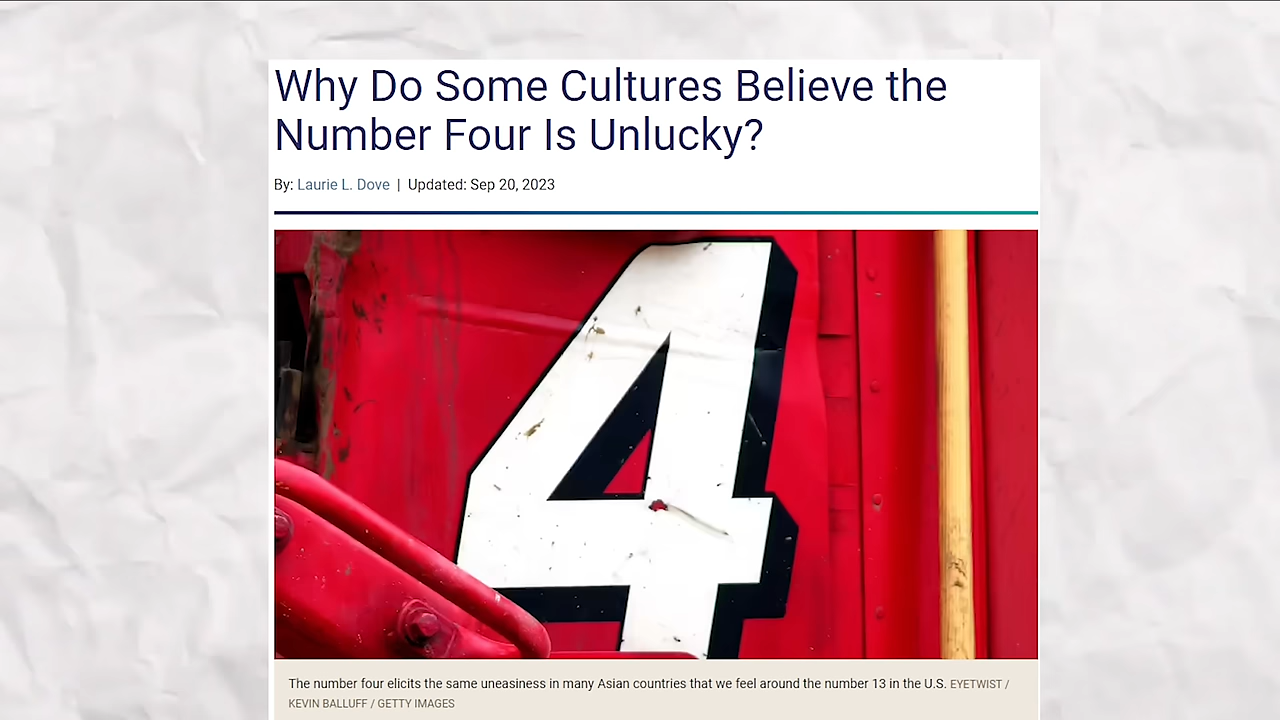 Why Do Some Cultures Believe the
Number Four Is Unlucky?
By: Laurie L. Dove | Updated: Sep 20, 2023
4
The number four elicits the same uneasiness in many Asian countries that we feel around the number 13 in the U.S. EYETWIST /
KEVIN BALLUFF / GETTY IMAGES